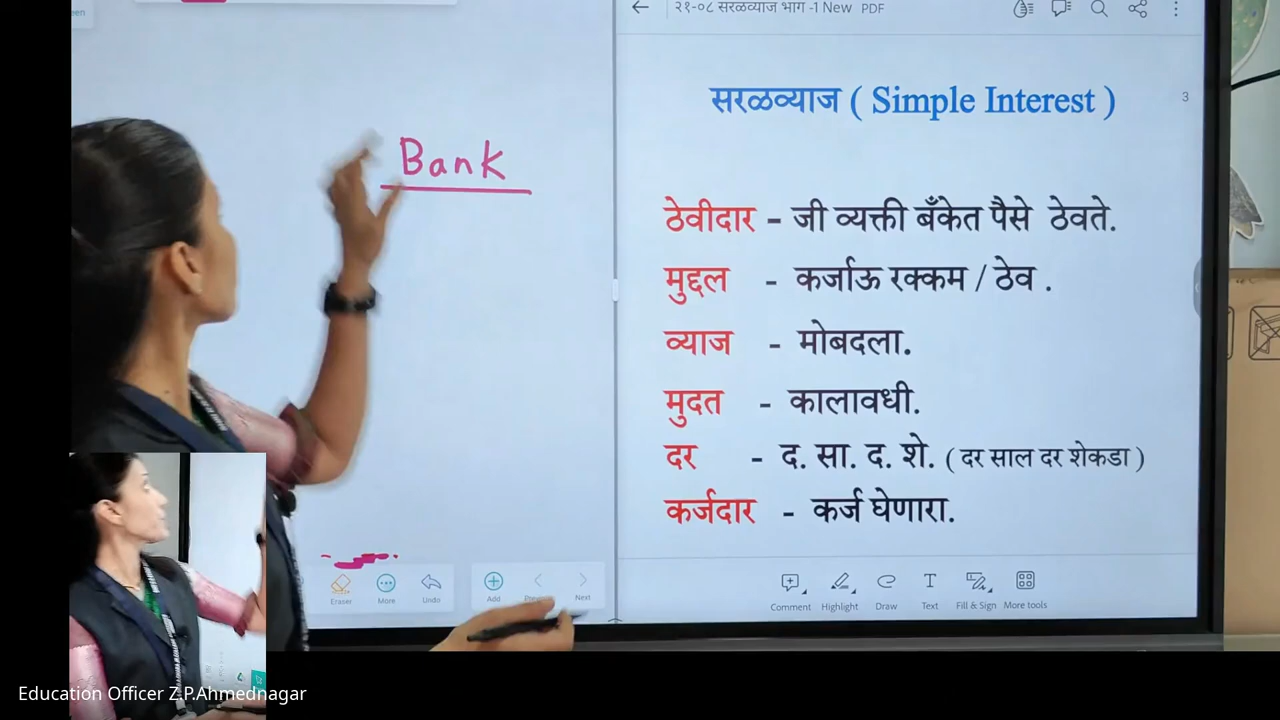 een
२१-०८ सरळव्याज भाग -1 New PDF
Bank
सरळव्याज ( Simple Interest )
3
ठेवीदार - जी व्यक्ती बँकेत पैसे ठेवते.
मुद्दल - कर्जाऊ रक्कम / ठेव .
व्याज - मोबदला.
मुदत - कालावधी.
दर - द. सा. द. शे. ( दर साल दर शेकडा )
कर्जदार - कर्ज घेणारा.
Eraser More Undo Add Next
Comment Highlight Draw Text Fill & Sign More tools
Education Officer Z.P.Ahmednagar